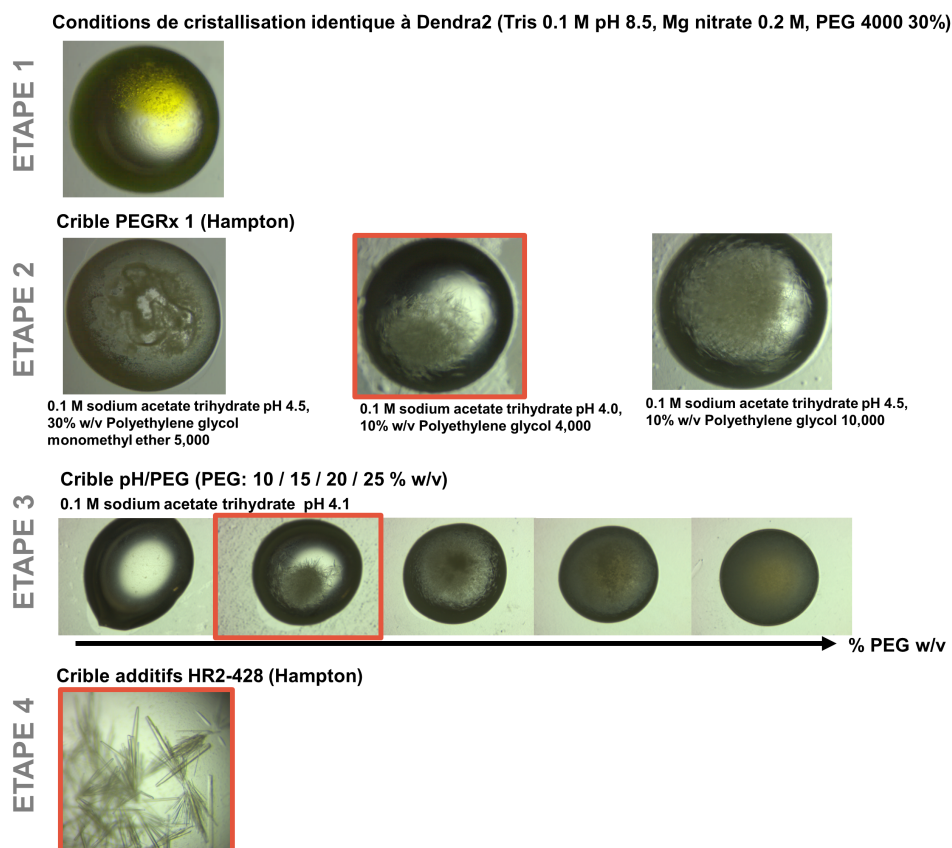 Conditions de cristallisation identique à Dendra2 (Tris 0.1 M pH 8.5, Mg nitrate 0.2 M, PEG 4000 30%)
ETAPE 1
Crible PEGRx 1 (Hampton)
ETAPE 2
0.1 M sodium acetate trihydrate pH 4.5,
30% w/v Polyethylene glycol
monomethyl ether 5,000
0.1 M sodium acetate trihydrate pH 4.0,
10% w/v Polyethylene glycol 4,000
0.1 M sodium acetate trihydrate pH 4.5,
10% w/v Polyethylene glycol 10,000
Crible pH/PEG (PEG: 10 / 15 / 20 / 25 % w/v)
0.1 M sodium acetate trihydrate pH 4.1
ETAPE 3
% PEG w/v
Crible additifs HR2-428 (Hampton)
ETAPE 4